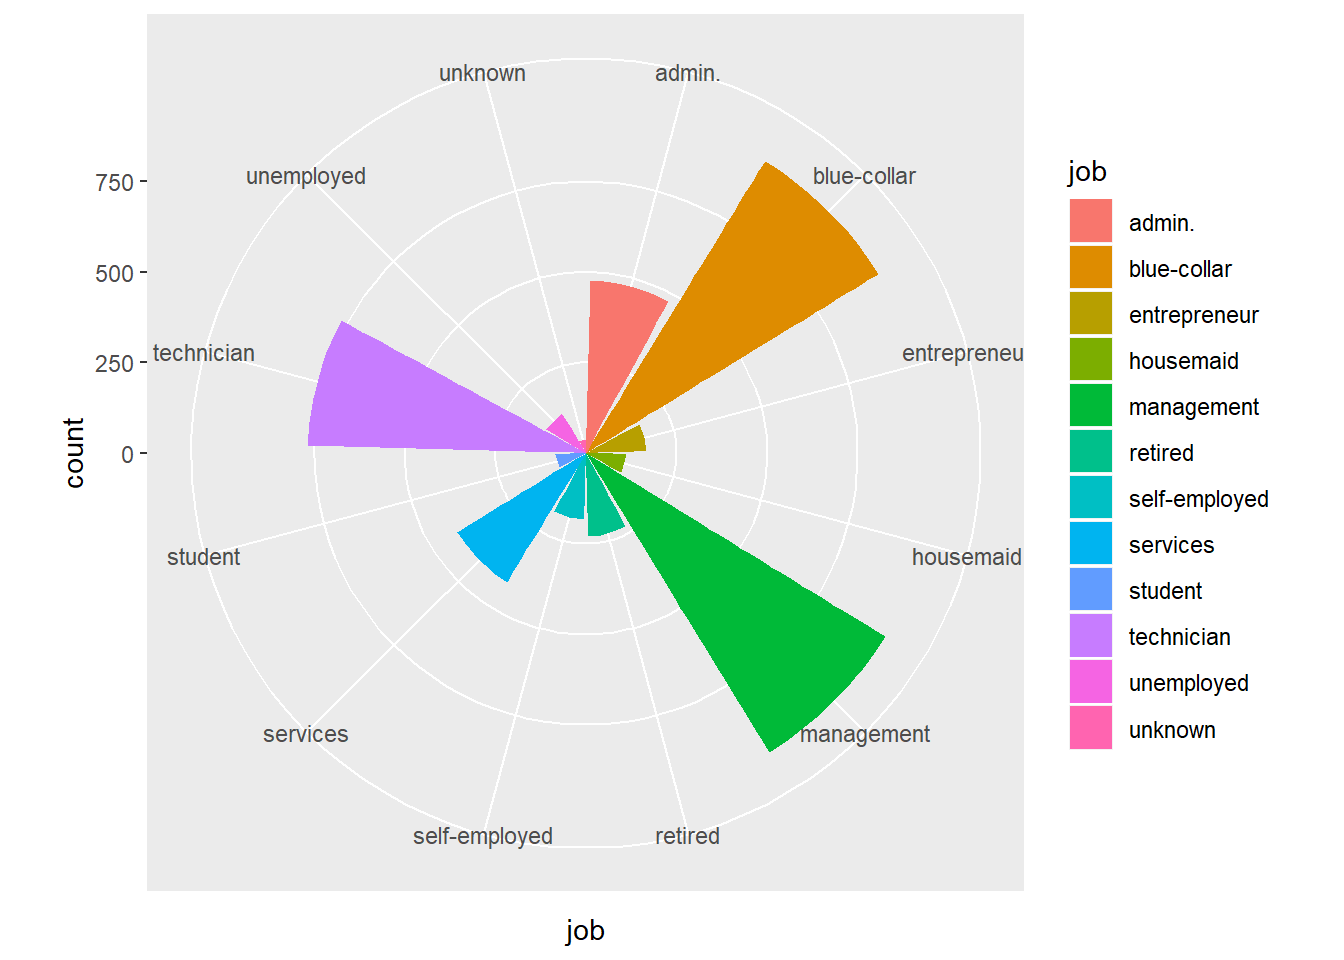 unknown
admin.
unemployed
blue-collar
technician
entrepreneu
student
housemaid
services
management
self-employed
retired
750
500
250
0
count
job
job
admin.
blue-collar
entrepreneur
housemaid
management
retired
self-employed
services
student
technician
unemployed
unknown